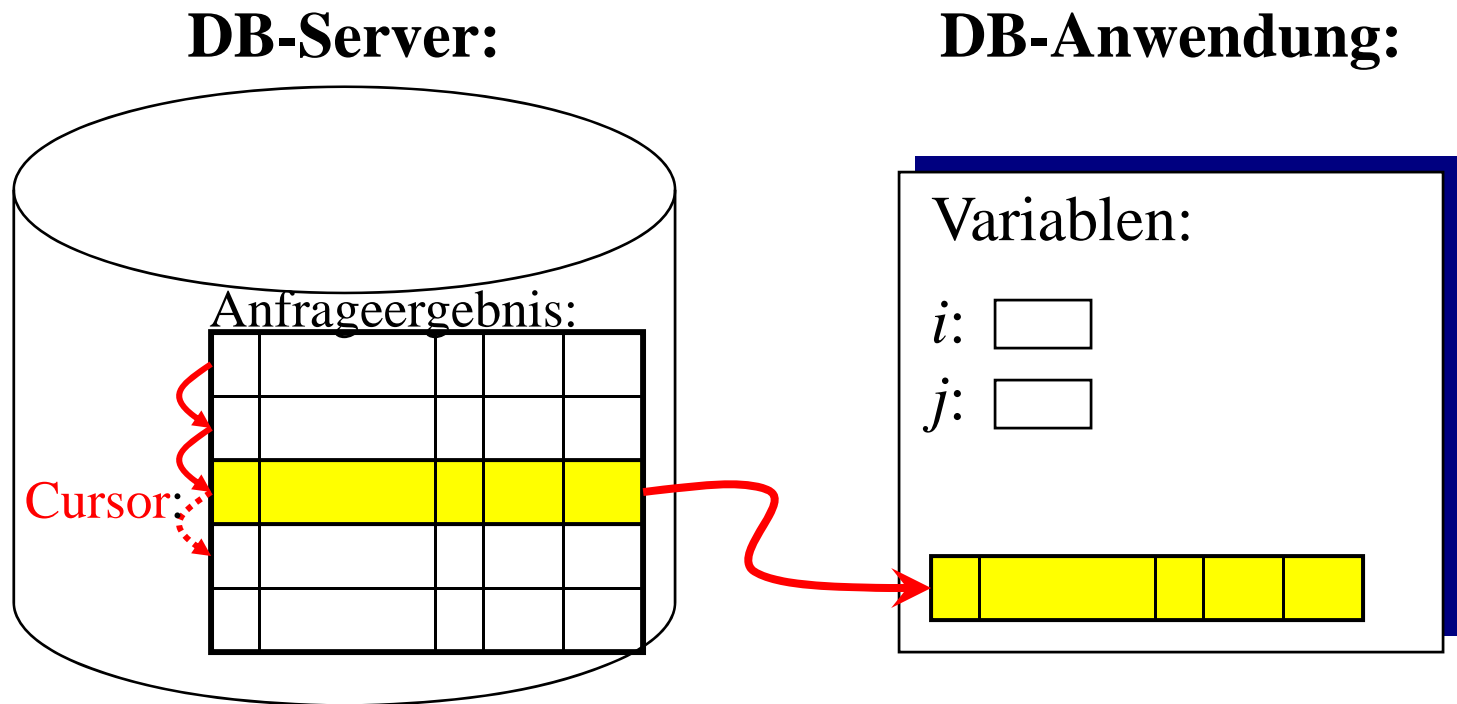 DB-Server:
DB-Anwendung:
Anfrageergebnis:
Cursor:
Variablen:
i:
j: